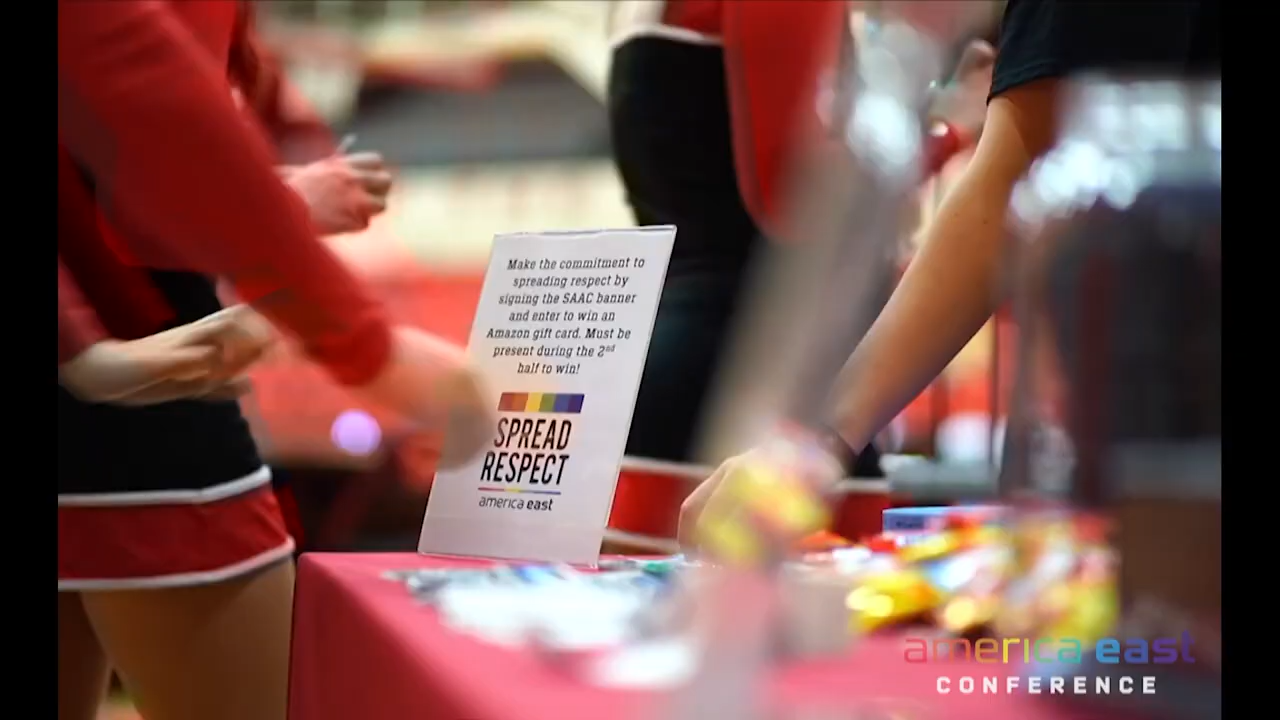 Make the commitment to
spreading respect by
signing the SAAC banner
and enter to win an
Amazon gift card. Must be
present during the 2nd
half to win!
SPREAD
RESPECT
america east
america east
CONFERENCE